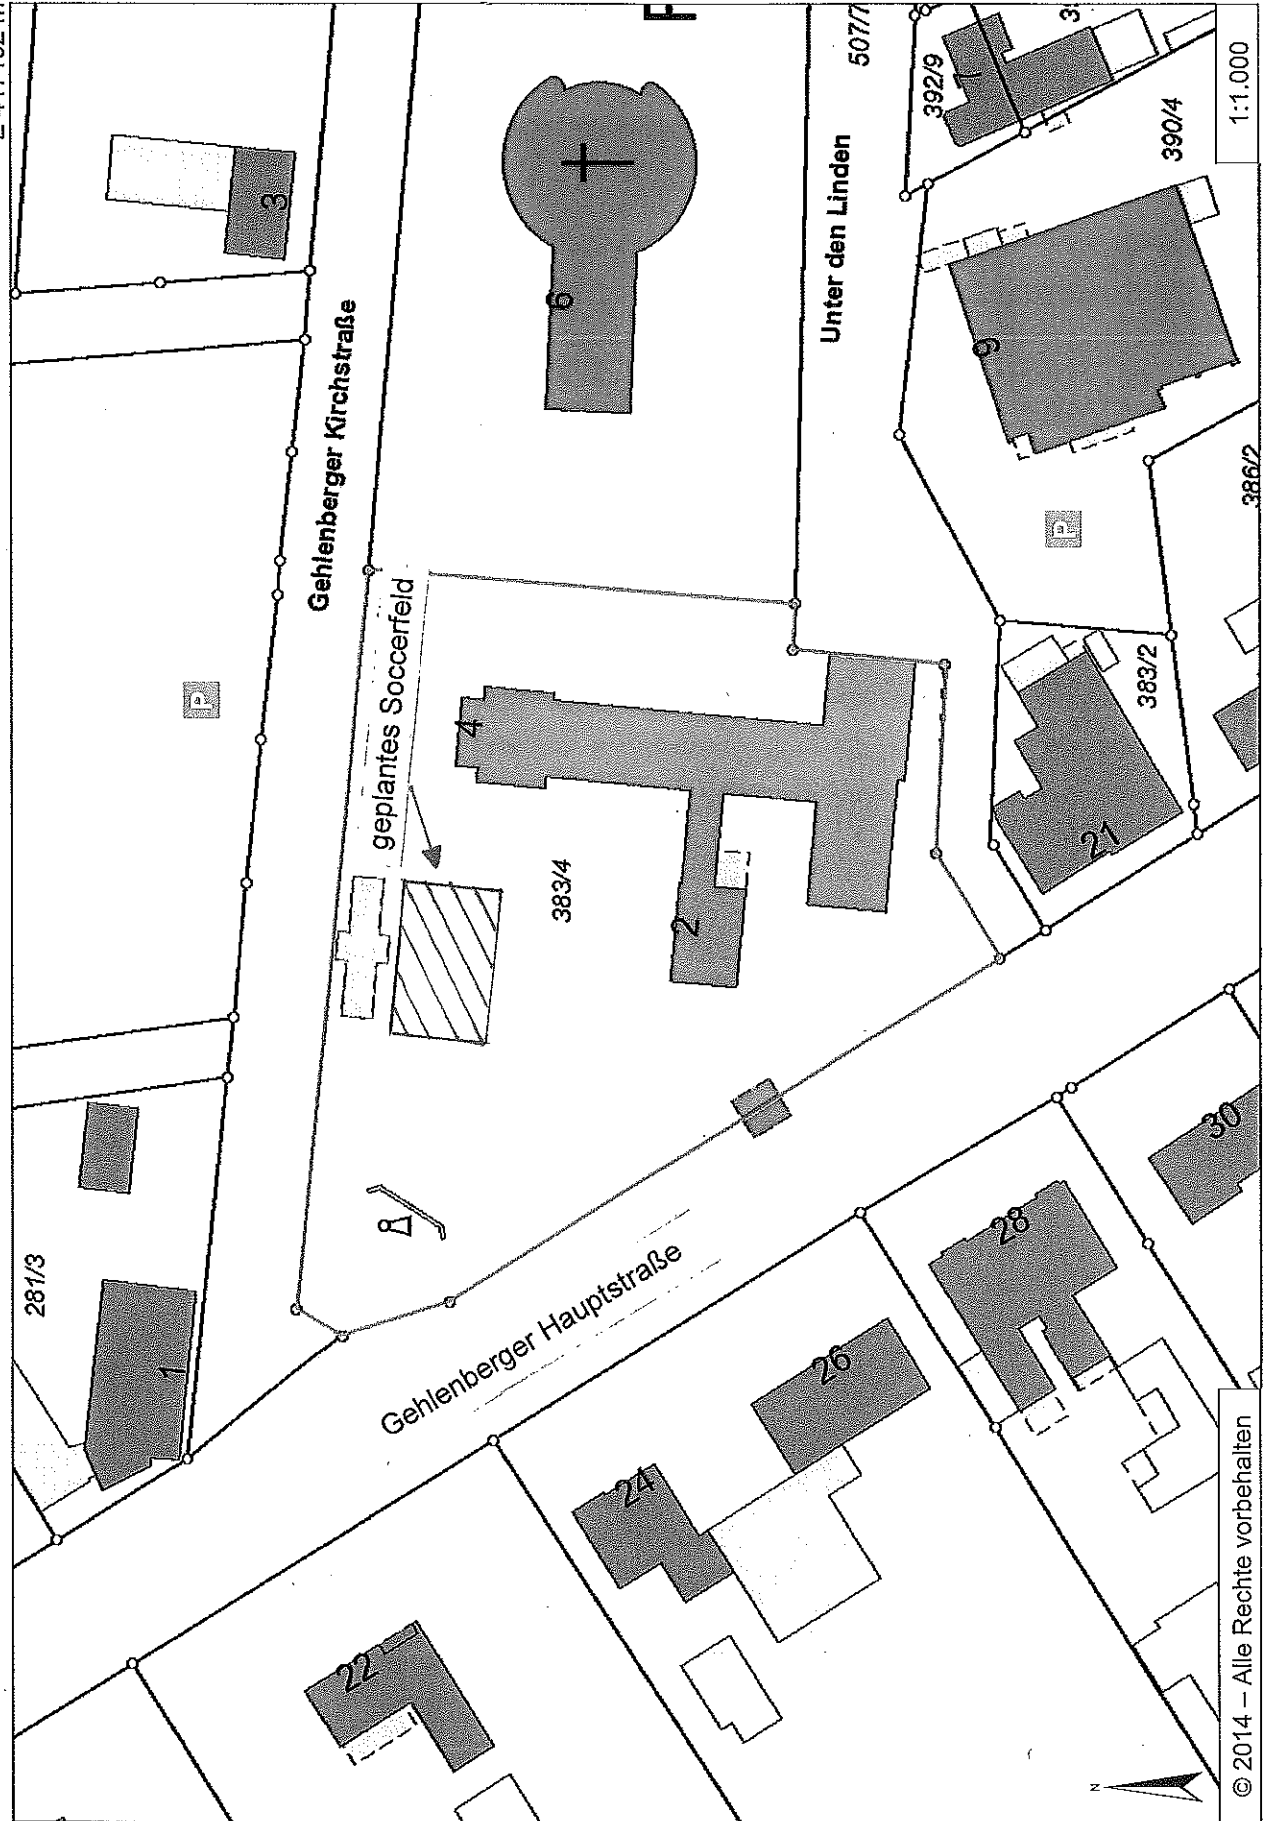 281/3
1
3
P
Gehlenberger Kirchstraße
geplantes Soccerfeld
4
6
383/4
2
Gehlenberger Hauptstraße
Unter den Linden
507/7
392/9
7
390/4
9
P
383/2
386/2
21
22
24
26
28
30
N
1:1.000
© 2014 – Alle Rechte vorbehalten